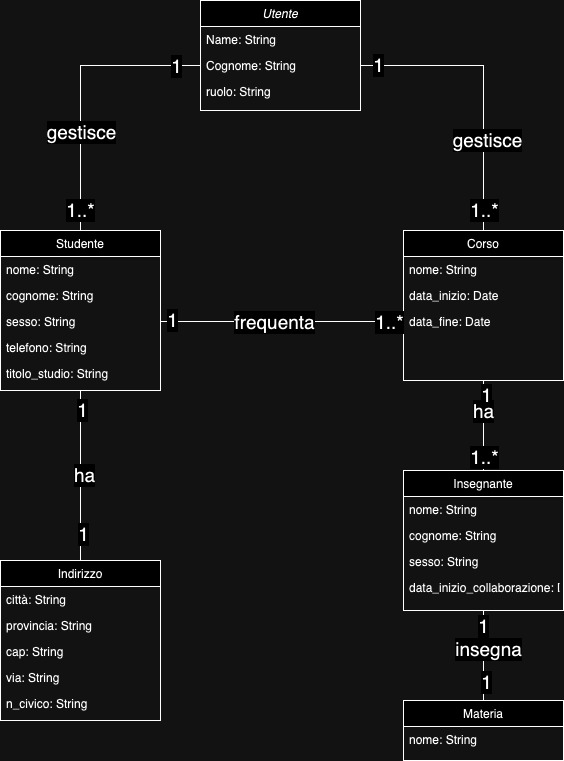 Utente
Name: String
Cognome: String
ruolo: String
1
1
gestisce
gestisce
1..*
1..*
Studente
nome: String
cognome: String
sesso: String
telefono: String
titolo_studio: String
Corso
nome: String
data_inizio: Date
data_fine: Date
1
frequenta
1..*
1
ha
1
1
ha
1..*
Insegnante
nome: String
cognome: String
sesso: String
data_inizio_collaborazione:
Indirizzo
città: String
provincia: String
cap: String
via: String
n_civico: String
1
insegna
1
Materia
nome: String